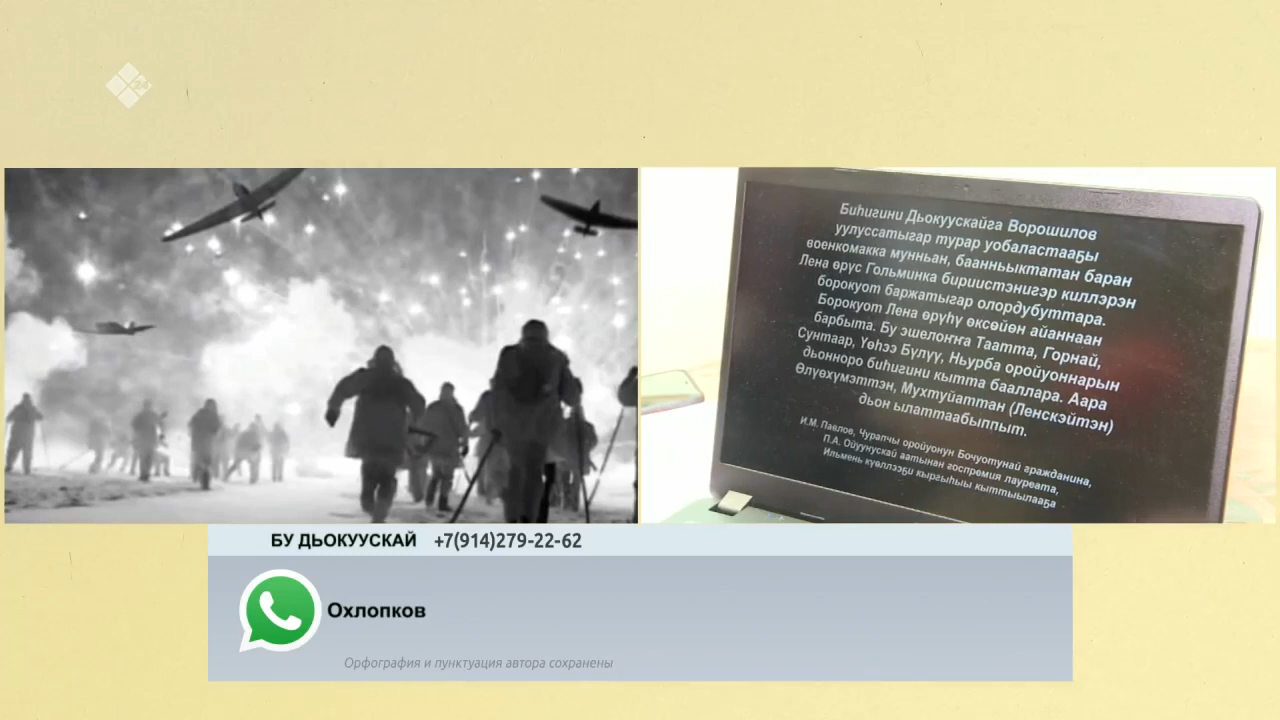 24
Биһигини Дьокуускайга Ворошилов
уулуссатыгар турар уобаластааҕы
военкомакка мунньан, баанньыктатан баран
Лена өрүс Гольминка бириистэнигэр киллэрэн
борокуот баржатыгар олордубуттара.
Борокуот Лена өрүһү өксөйөн айаннаан
барбыта. Бу эшелоҥҥа Таатта, Горнай,
Сунтаар, Үөһээ Бүлүү, Ньурба оройуоннарын
дьонноро биһигини кытта бааллара. Аара
Өлүөхүмэттэн, Мухтуйаттан (Ленскэйтэн)
дьон ылаттаабыппыт.
И.М. Павлов, Чурапчы оройуонун Бочуотунай гражданина,
П.А. Ойуунускай аатынан госпремия лауреата,
Ильмень күөллээҕи кыргыһыы кыттыылааҕа
БУ ДЬОКУУСКАЙ +7(914)279-22-62
Охлопков
Орфография и пунктуация автора сохранены